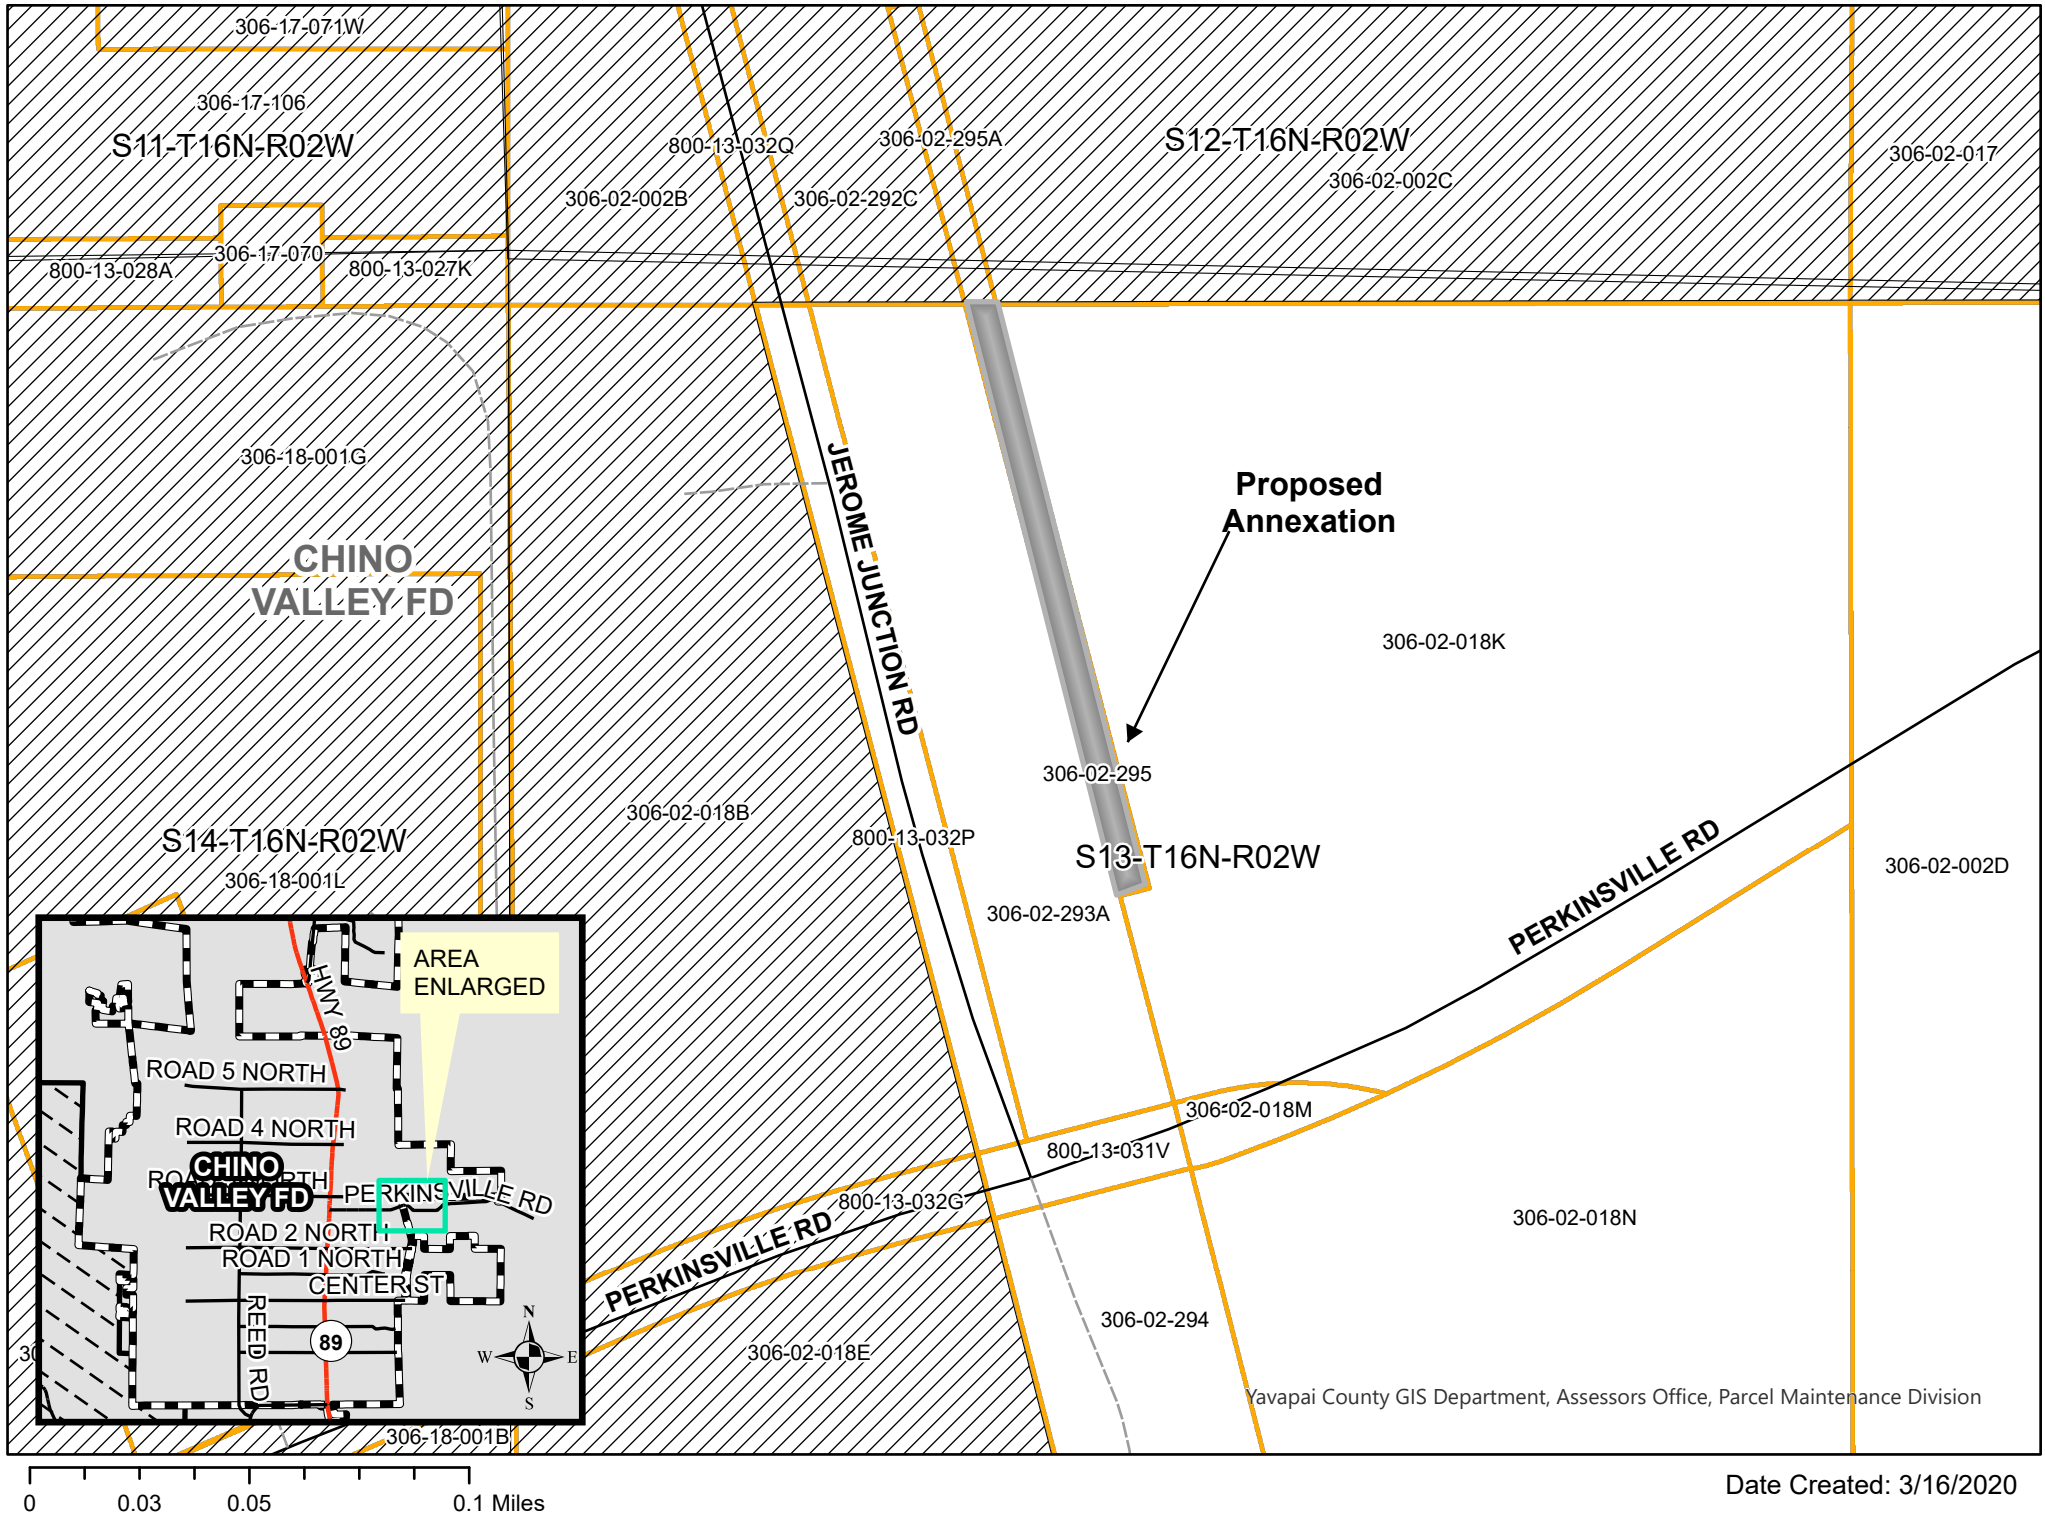 306-17-071W
306-17-106
S11-T16N-R02W
800-13-032Q
306-02-295A
S12-T16N-R02W
306-02-017
306-02-002C
306-02-002B
306-02-292C
306-17-070
800-13-028A
800-13-027K
306-18-001G
JEROME JUNCTION RD
Proposed
Annexation
CHINO
VALLEY FD
306-02-018K
306-02-295
306-02-018B
800-13-032P
S14-T16N-R02W
S13-T16N-R02W
306-18-001L
PERKINSVILLE RD
306-02-002D
306-02-293A
AREA
ENLARGED
HWY 89
ROAD 5 NORTH
ROAD 4 NORTH
CHINO
VALLEY FD
PERKINSVILLE RD
ROAD 2 NORTH
ROAD 1 NORTH
CENTER ST
REED RD
89
N
W
E
S
306-02-018M
800-13-031V
800-13-032G
PERKINSVILLE RD
306-02-018N
306-02-294
306-02-018E
Yavapai County GIS Department, Assessors Office, Parcel Maintenance Division
306-18-001B
0
0.03
0.05
0.1 Miles
Date Created: 3/16/2020